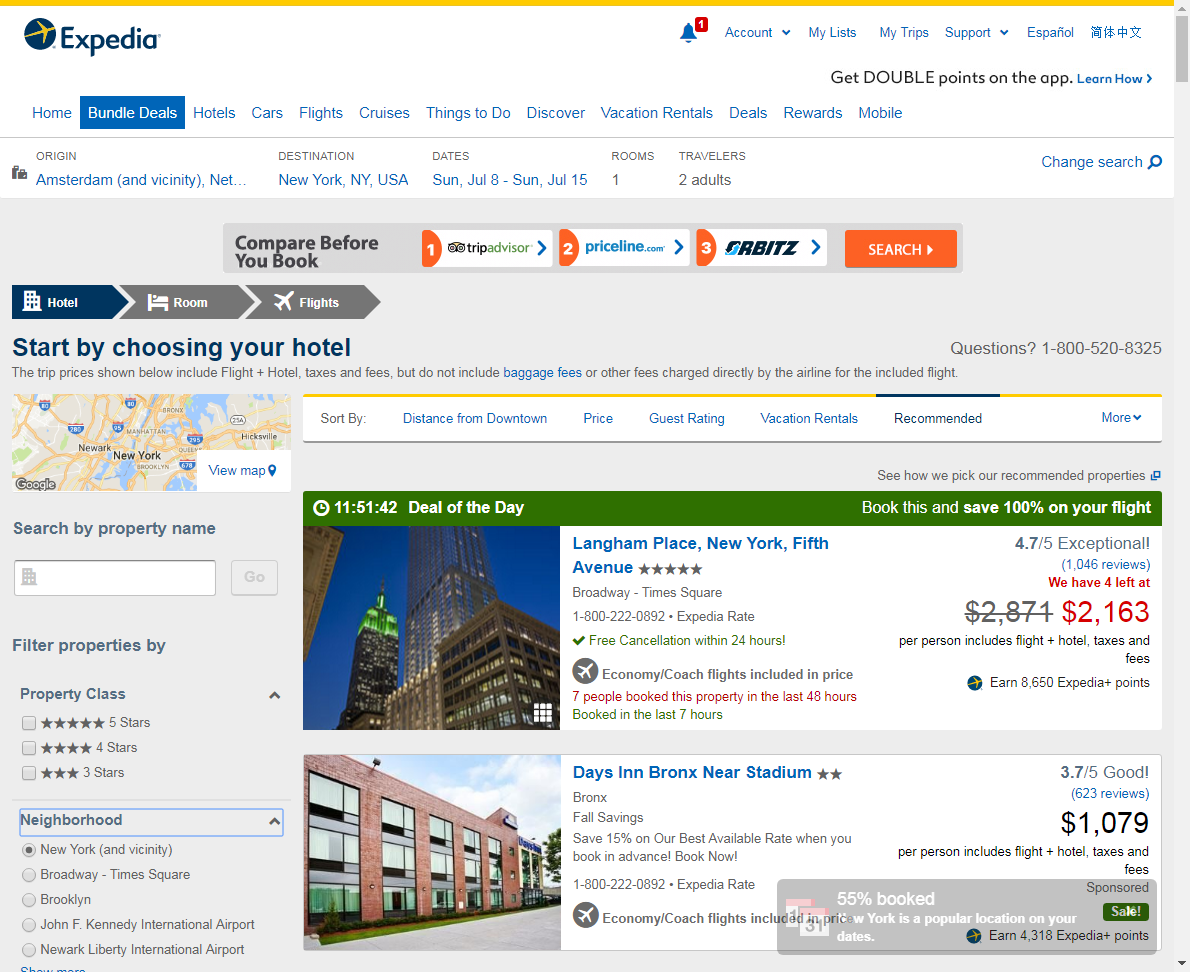 Expedia
1
Account
My Lists
My Trips
Support
Español
简体中文
Get DOUBLE points on the app. Learn How
Home
Bundle Deals
Hotels
Cars
Flights
Cruises
Things to Do
Discover
Vacation Rentals
Deals
Rewards
Mobile
ORIGIN
Amsterdam (and vicinity), Net...
DESTINATION
New York, NY, USA
DATES
Sun, Jul 8 - Sun, Jul 15
ROOMS
1
TRAVELERS
2 adults
Change search
Compare Before
You Book
1 tripadvisor
2 priceline.com
3 ORBITZ
SEARCH
Hotel
Room
Flights
Start by choosing your hotel
Questions? 1-800-520-8325
The trip prices shown below include Flight + Hotel, taxes and fees, but do not include baggage fees or other fees charged directly by the airline for the included flight.
80
80
BRONX
25A
280
95
MANHATTAN
Hicksville
295
Newark
New York
BROOKLYN
678
Google
View map
Sort By:
Distance from Downtown
Price
Guest Rating
Vacation Rentals
Recommended
More
See how we pick our recommended properties
Search by property name
Go
Filter properties by
Property Class
5 Stars
4 Stars
3 Stars
Neighborhood
New York (and vicinity)
Broadway - Times Square
Brooklyn
John F. Kennedy International Airport
Newark Liberty International Airport
Show more
11:51:42 Deal of the Day
Book this and save 100% on your flight
Langham Place, New York, Fifth
Avenue
Broadway - Times Square
1-800-222-0892 • Expedia Rate
Free Cancellation within 24 hours!
Economy/Coach flights included in price
7 people booked this property in the last 48 hours
Booked in the last 7 hours
4.7/5 Exceptional!
(1,046 reviews)
We have 4 left at
$2,871 $2,163
per person includes flight + hotel, taxes and
fees
Earn 8,650 Expedia+ points
Days Inn
Days Inn Bronx Near Stadium
Bronx
Fall Savings
Save 15% on Our Best Available Rate when you
book in advance! Book Now!
1-800-222-0892 • Expedia Rate
Economy/Coach flights included in price
3.7/5 Good!
(623 reviews)
$1,079
per person includes flight + hotel, taxes and
fees
Sponsored
Sale!
Earn 4,318 Expedia+ points
31
55% booked
New York is a popular location on your
dates.